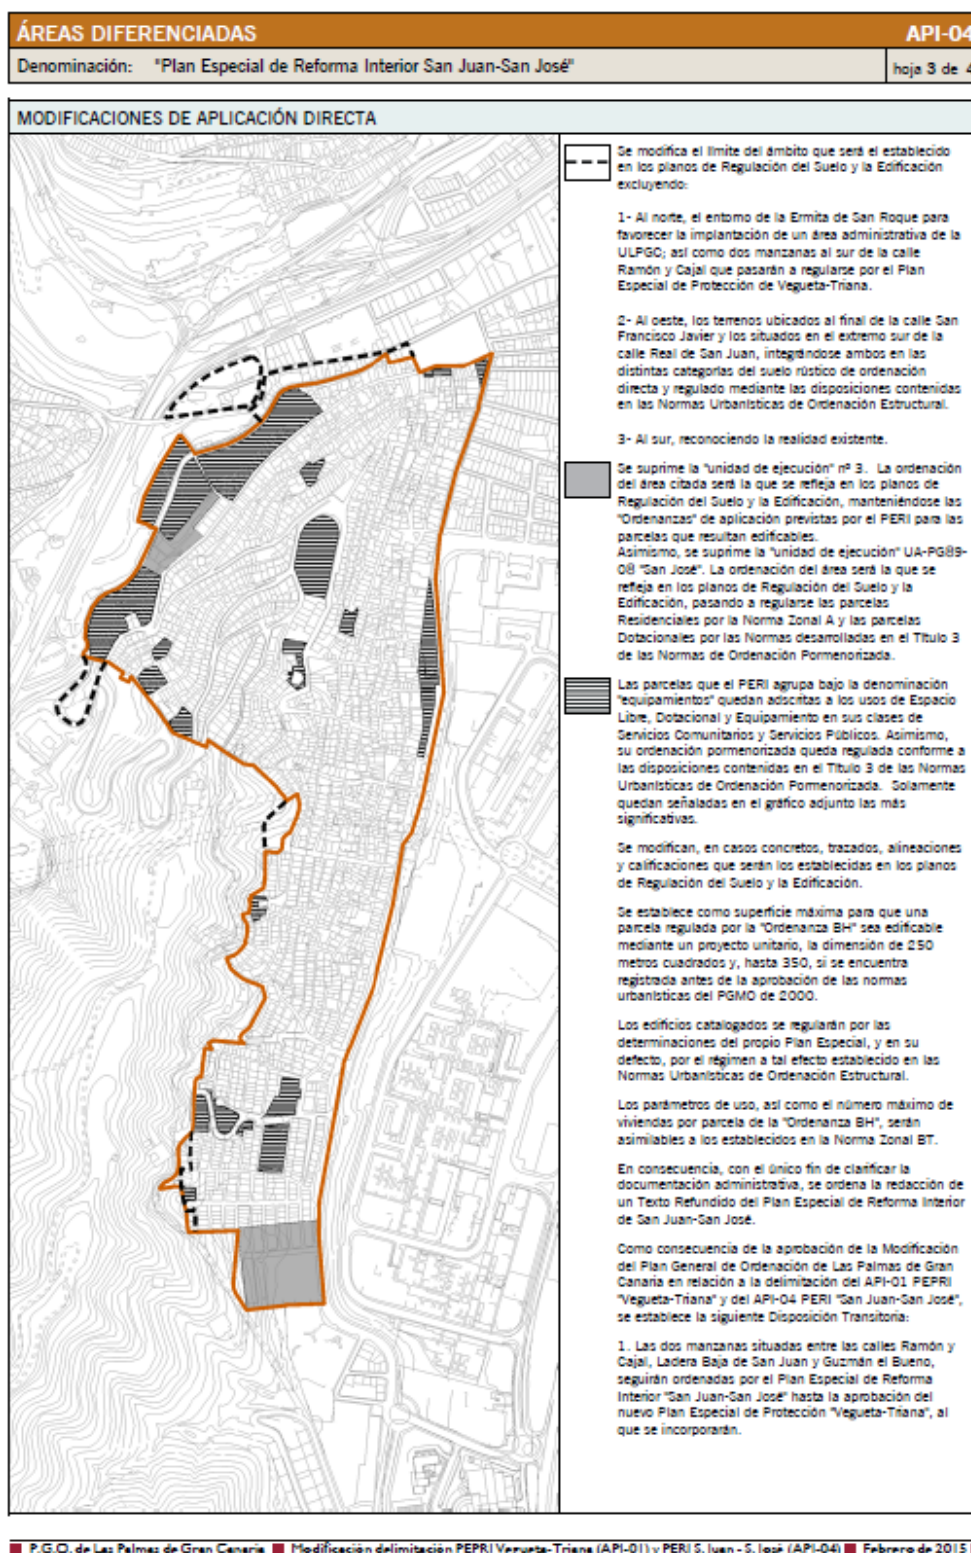 ÁREAS DIFERENCIADAS
API-04
Denominación: "Plan Especial de Reforma Interior San Juan-San José"
hoja 3 de 4
MODIFICACIONES DE APLICACIÓN DIRECTA
Se modifica el límite del ámbito que será el establecido
en los planos de Regulación del Suelo y la Edificación
excluyendo:
1- Al norte, el entorno de la Ermita de San Roque para
favorecer la implantación de un área administrativa de la
ULPGC; así como dos manzanas al sur de la calle
Ramón y Cajal que pasarán a regularse por el Plan
Especial de Protección de Vegueta-Triana.
2- Al oeste, los terrenos ubicados al final de la calle San
Francisco Javier y los situados en el extremo sur de la
calle Real de San Juan, integrándose ambos en las
distintas categorías del suelo rústico de ordenación
directa y regulado mediante las disposiciones contenidas
en las Normas Urbanísticas de Ordenación Estructural.
3- Al sur, reconociendo la realidad existente.
Se suprime la "unidad de ejecución" nº 3. La ordenación
del área citada será la que se refleja en los planos de
Regulación del Suelo y la Edificación, manteniéndose las
"Ordenanzas" de aplicación previstas por el PERI para las
parcelas que resultan edificables.
Asimismo, se suprime la "unidad de ejecución" UA-PG89-
08 "San José". La ordenación del área será la que se
refleja en los planos de Regulación del Suelo y la
Edificación, pasando a regularse las parcelas
Residenciales por la Norma Zonal A y las parcelas
Dotacionales por las Normas desarrolladas en el Título 3
de las Normas de Ordenación Pormenorizada.
Las parcelas que el PERI agrupa bajo la denominación
"equipamientos" quedan adscritas a los usos de Espacio
Libre, Dotacional y Equipamiento en sus clases de
Servicios Comunitarios y Servicios Públicos. Asimismo,
su ordenación pormenorizada queda regulada conforme a
las disposiciones contenidas en el Título 3 de las Normas
Urbanísticas de Ordenación Pormenorizada. Solamente
quedan señaladas en el gráfico adjunto las más
significativas.
Se modifican, en casos concretos, trazados, alineaciones
y calificaciones que serán los establecidas en los planos
de Regulación del Suelo y la Edificación.
Se establece como superficie máxima para que una
parcela regulada por la "Ordenanza BH" sea edificable
mediante un proyecto unitario, la dimensión de 250
metros cuadrados y, hasta 350, si se encuentra
registrada antes de la aprobación de las normas
urbanísticas del PGMO de 2000.
Los edificios catalogados se regularán por las
determinaciones del propio Plan Especial, y en su
defecto, por el régimen a tal efecto establecido en las
Normas Urbanísticas de Ordenación Estructural.
Los parámetros de uso, así como el número máximo de
viviendas por parcela de la "Ordenanza BH", serán
asimilables a los establecidos en la Norma Zonal BT.
En consecuencia, con el único fin de clarificar la
documentación administrativa, se ordena la redacción de
un Texto Refundido del Plan Especial de Reforma Interior
de San Juan-San José.
Como consecuencia de la aprobación de la Modificación
del Plan General de Ordenación de Las Palmas de Gran
Canaria en relación a la delimitación del API-01 PEPRI
"Vegueta-Triana" y del API-04 PERI "San Juan-San José",
se establece la siguiente Disposición Transitoria:
1. Las dos manzanas situadas entre las calles Ramón y
Cajal, Ladera Baja de San Juan y Guzmán el Bueno,
seguirán ordenadas por el Plan Especial de Reforma
Interior "San Juan-San José" hasta la aprobación del
nuevo Plan Especial de Protección "Vegueta-Triana", al
que se incorporarán.
P.G.O. de Las Palmas de Gran Canaria Modificación delimitación PEPRI Vegueta-Triana (API-01) y PERI S. Juan - S. José (API-04) Febrero de 2015